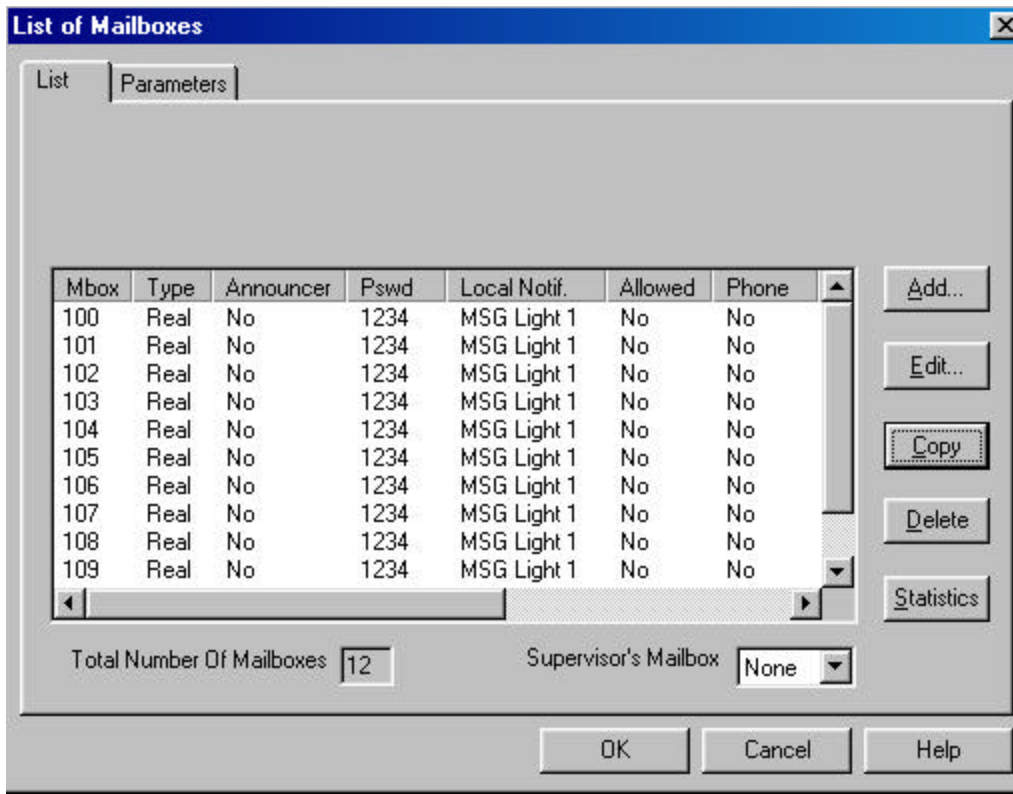 List of Mailboxes
List Parameters
Mbox Type Announcer Pswd Local Notif. Allowed Phone
100 Real No 1234 MSG Light 1 No No
101 Real No 1234 MSG Light 1 No No
102 Real No 1234 MSG Light 1 No No
103 Real No 1234 MSG Light 1 No No
104 Real No 1234 MSG Light 1 No No
105 Real No 1234 MSG Light 1 No No
106 Real No 1234 MSG Light 1 No No
107 Real No 1234 MSG Light 1 No No
108 Real No 1234 MSG Light 1 No No
109 Real No 1234 MSG Light 1 No No
Add...
Edit...
Copy
Delete
Statistics
Total Number Of Mailboxes 12 Supervisor's Mailbox None
OK Cancel Help